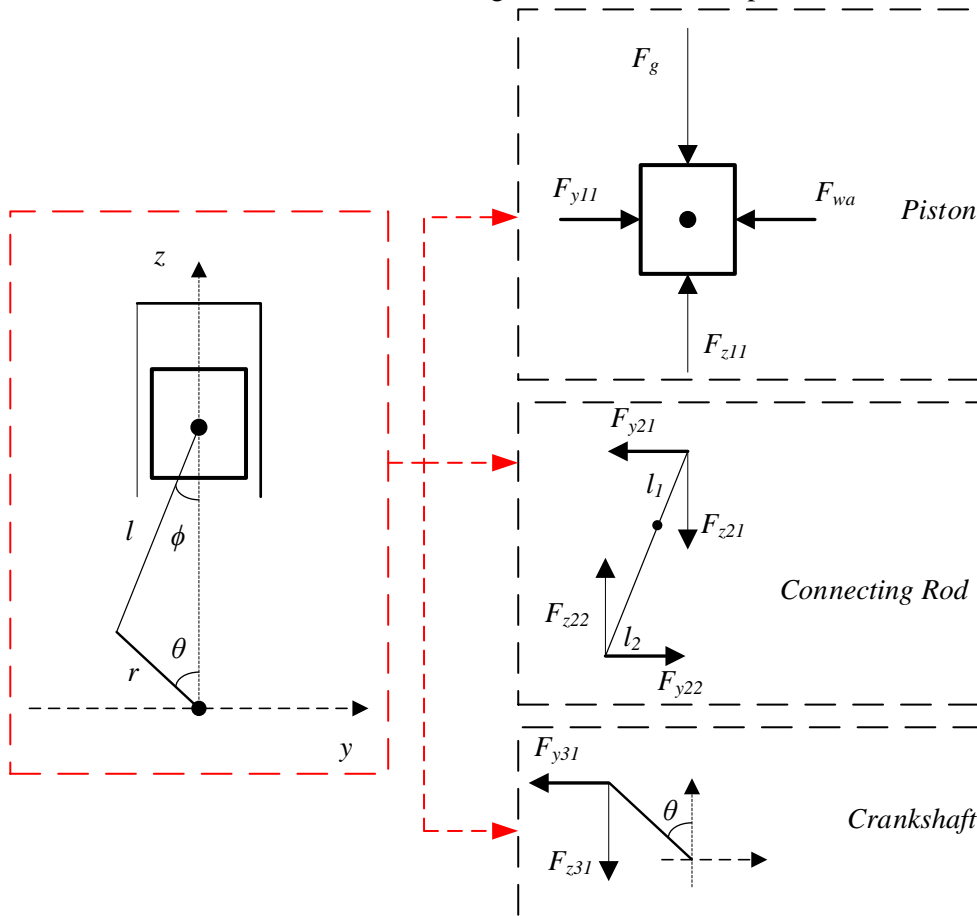 F_g
F_y11
F_wa
Piston
F_z11
z
l
ϕ
r
θ
y
F_y21
l_1
F_z21
F_z22
Connecting Rod
l_2
F_y22
F_y31
θ
Crankshaft
F_z31